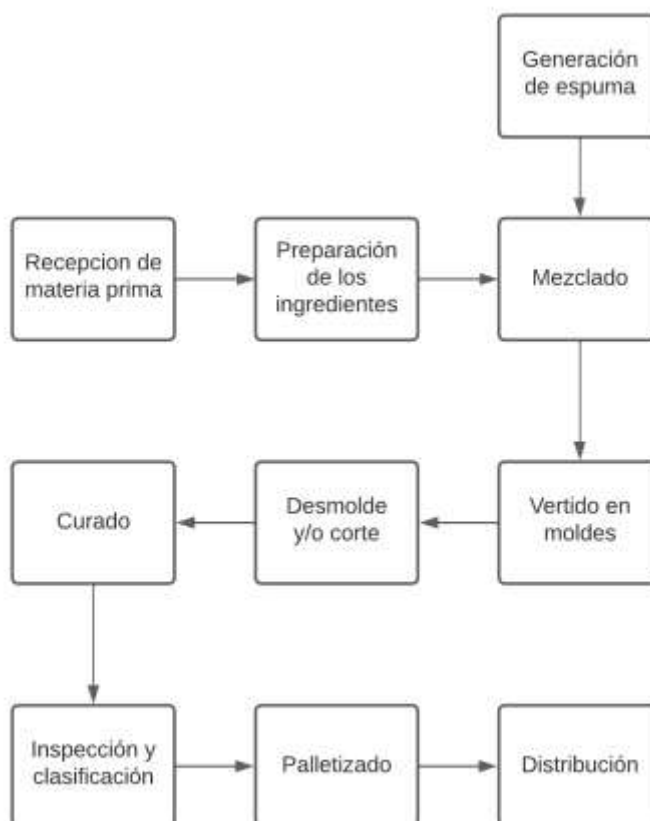 Generación
de espuma
Recepcion de
materia prima
Preparación
de los
ingredientes
Mezclado
Curado
Desmolde
y/o corte
Vertido en
moldes
Inspección y
clasificación
Palletizado
Distribución